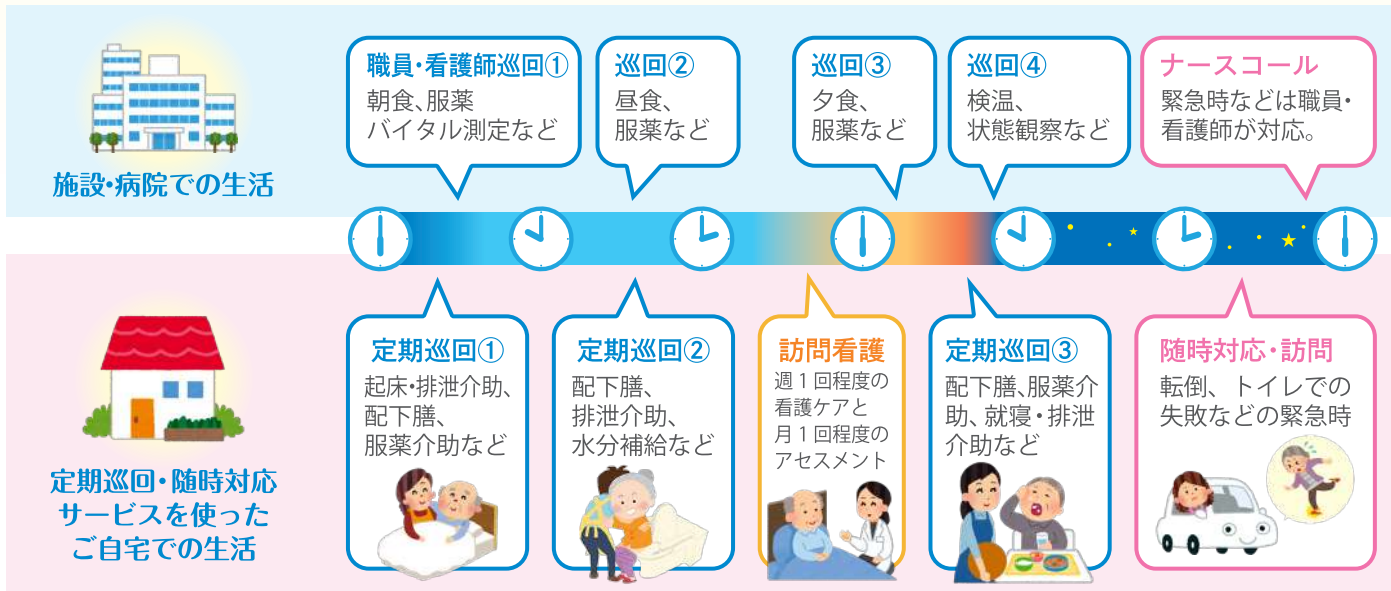 施設・病院での生活
職員・看護師巡回①
朝食、服薬
バイタル測定など
巡回②
昼食、
服薬など
巡回③
夕食、
服薬など
巡回④
検温、
状態観察など
ナースコール
緊急時などは職員・
看護師が対応。
定期巡回・随時対応
サービスを使った
ご自宅での生活
定期巡回①
起床・排泄介助、
配下膳、
服薬介助など
定期巡回②
配下膳、
排泄介助、
水分補給など
訪問看護
週1回程度の
看護ケアと
月1回程度の
アセスメント
定期巡回③
配下膳、服薬介
助、就寝・排泄
介助など
随時対応・訪問
転倒、トイレでの
失敗などの緊急時